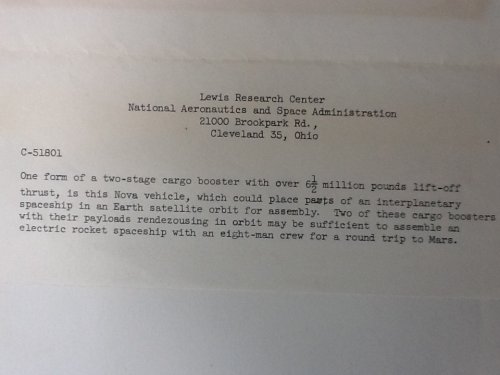 Lewis Research Center
National Aeronautics and Space Administration
21000 Brookpark Rd.,
Cleveland 35, Ohio
C-51801
One form of a two-stage cargo booster with over 6½ million pounds lift-off
thrust, is this Nova vehicle, which could place parts of an interplanetary
spaceship in an Earth satellite orbit for assembly. Two of these cargo boosters
with their payloads rendezousing in orbit may be sufficient to assemble an
electric rocket spaceship with an eight-man crew for a round trip to Mars.